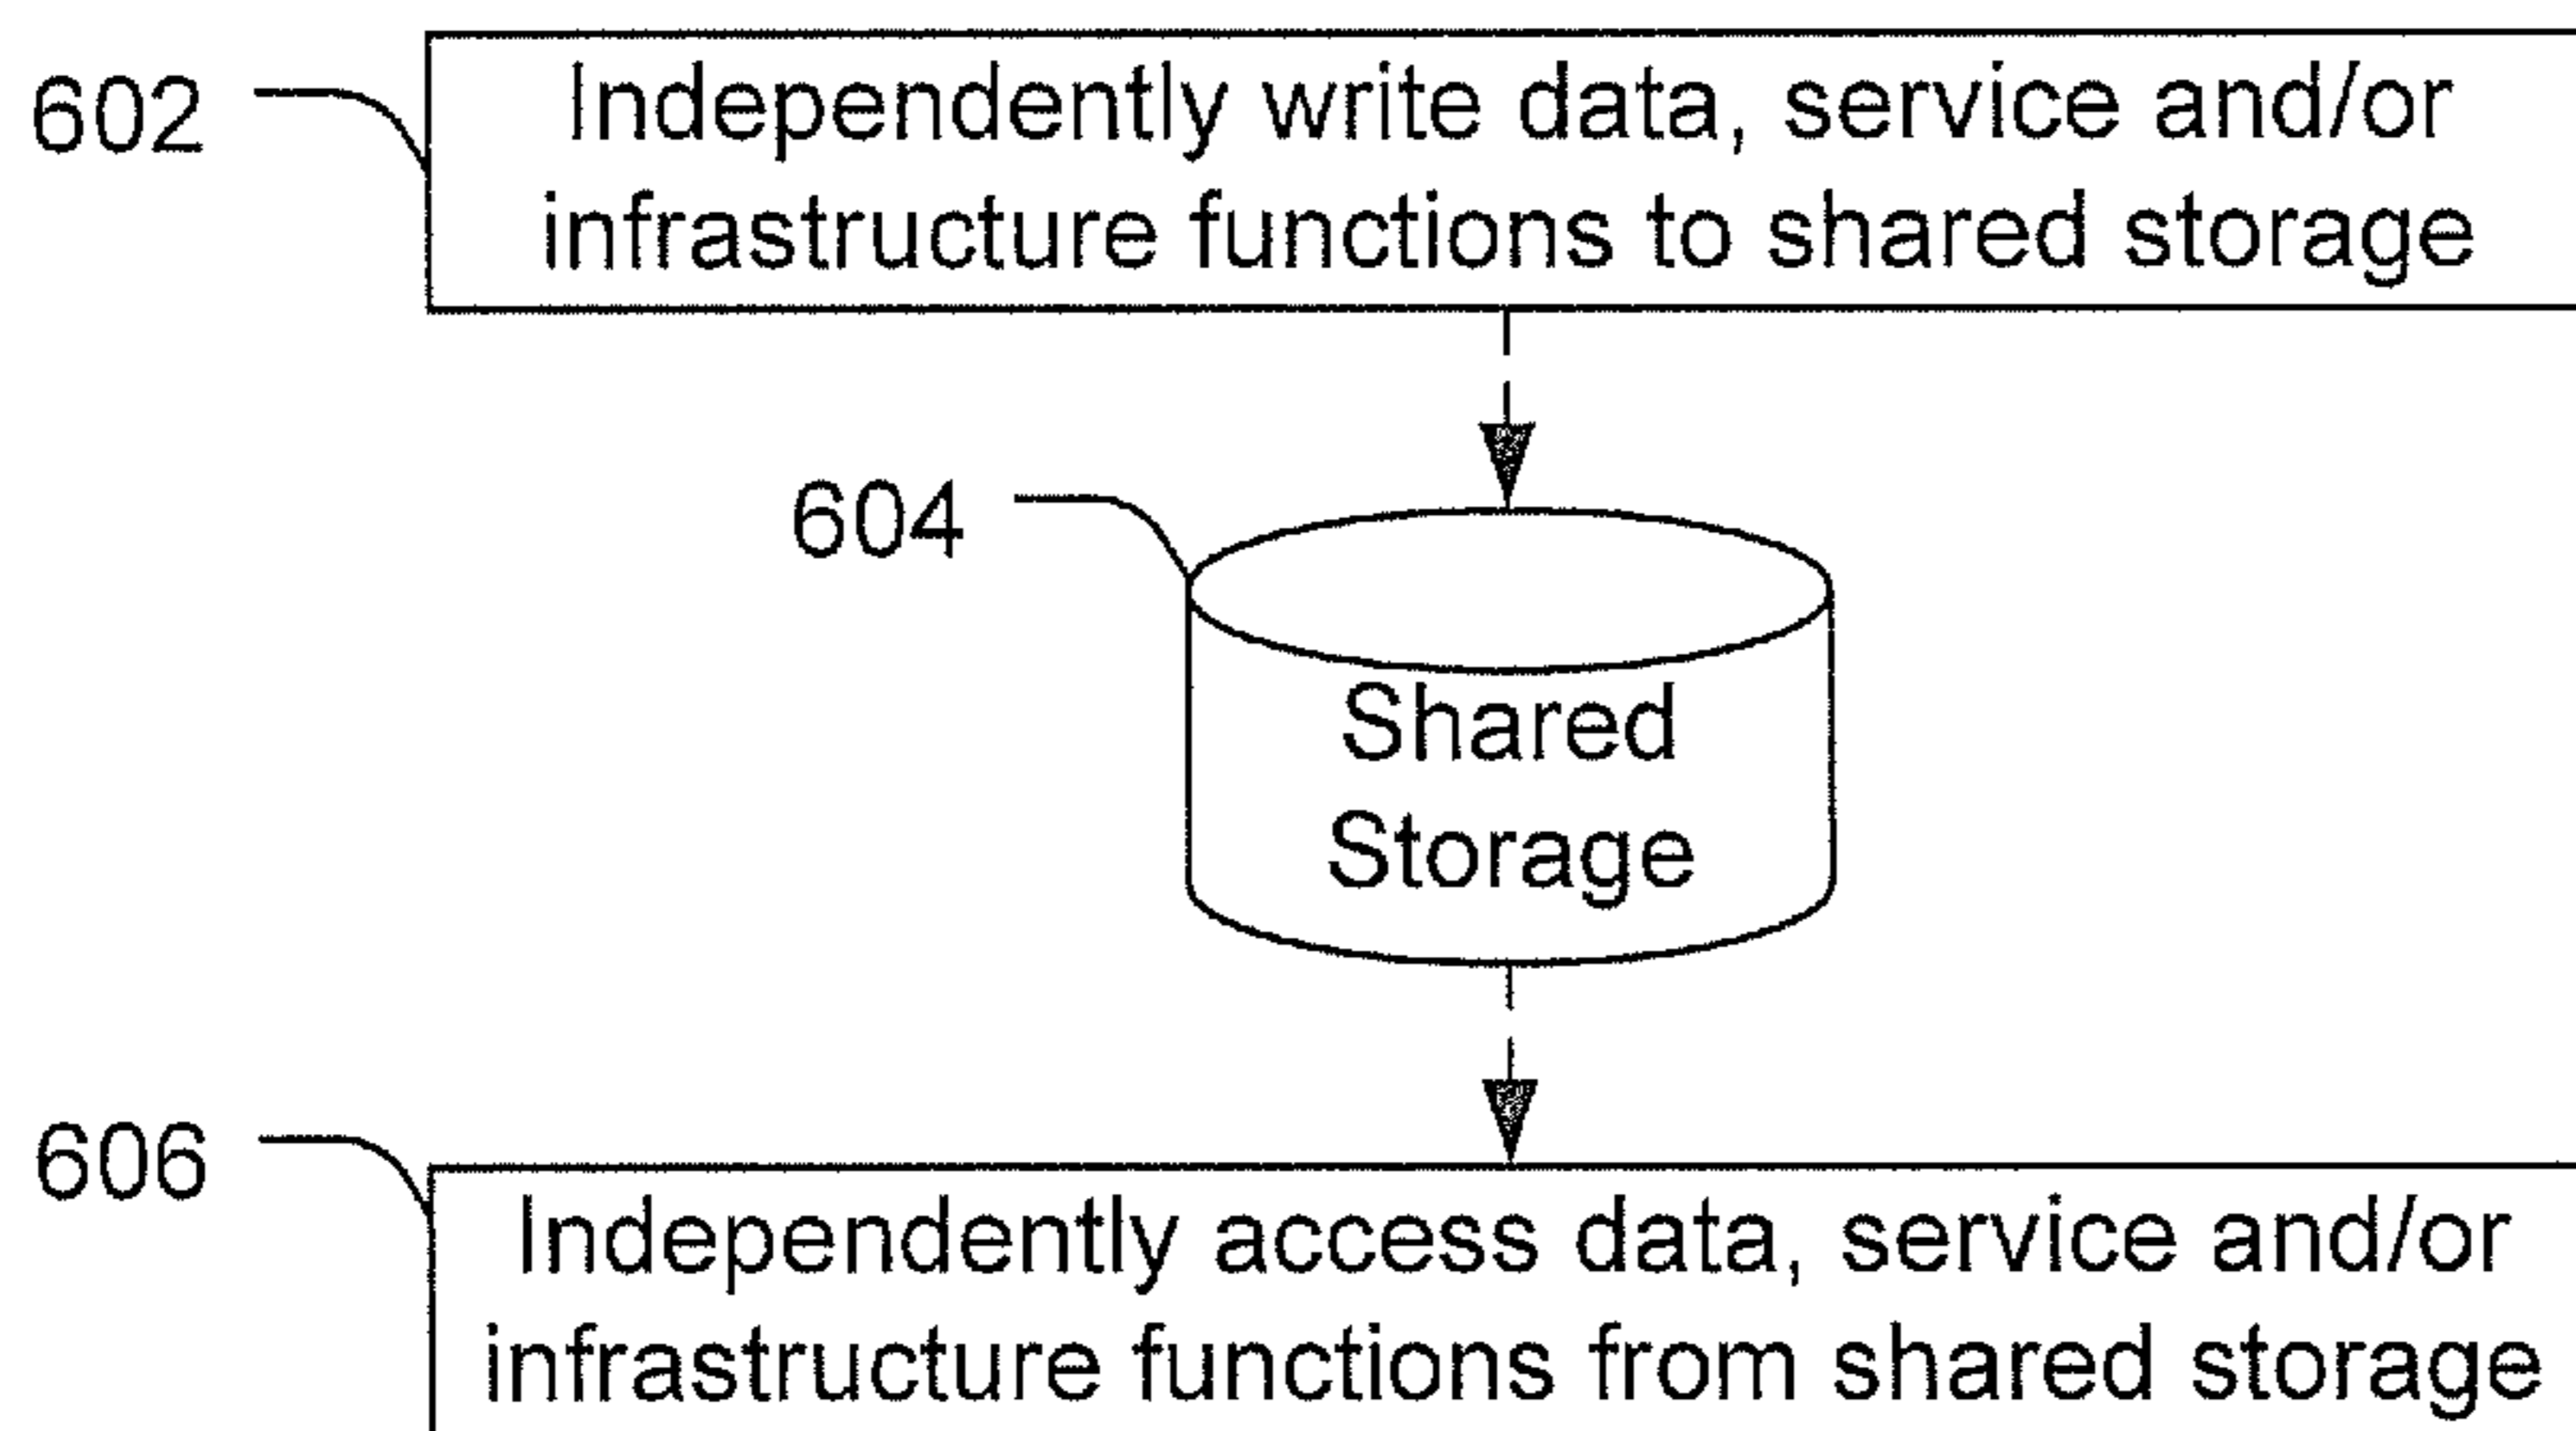 602
Independently write data, service and/or
infrastructure functions to shared storage
604
Shared
Storage
606
Independently access data, service and/or
infrastructure functions from shared storage